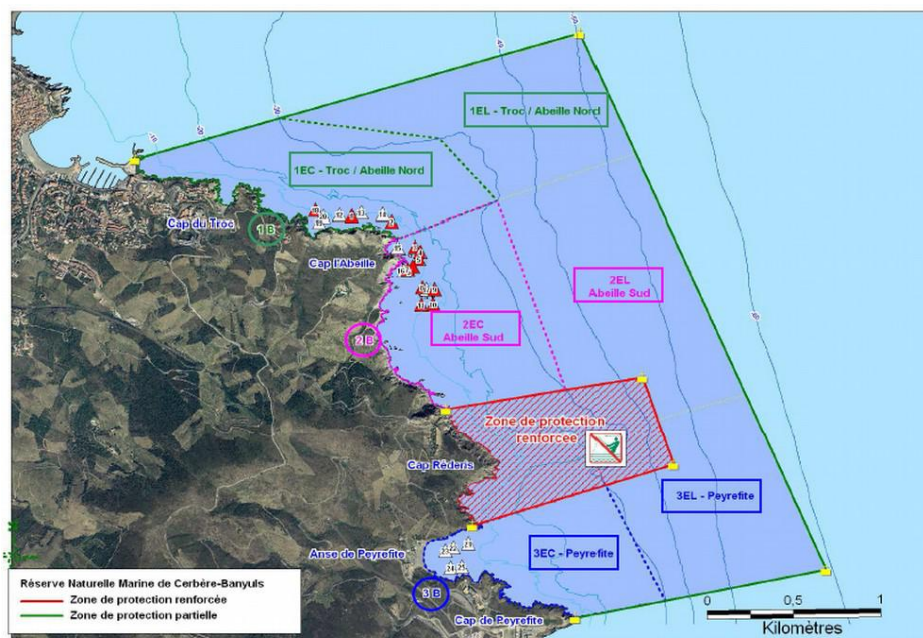 1EL - Troc / Abeille Nord
1EC - Troc / Abeille Nord
Cap du Troc
1 B
Cap l'Abeille
2EL
Abeille Sud
2EC
Abeille Sud
2 B
Zone de protection
renforcée
Cap Réderis
3EL - Peyrefite
3EC - Peyrefite
Anse de Peyrefite
3 B
Cap de Peyrefite
Réserve Naturelle Marine de Cerbère-Banyuls
Zone de protection renforcée
Zone de protection partielle
0 0,5 1
Kilomètres